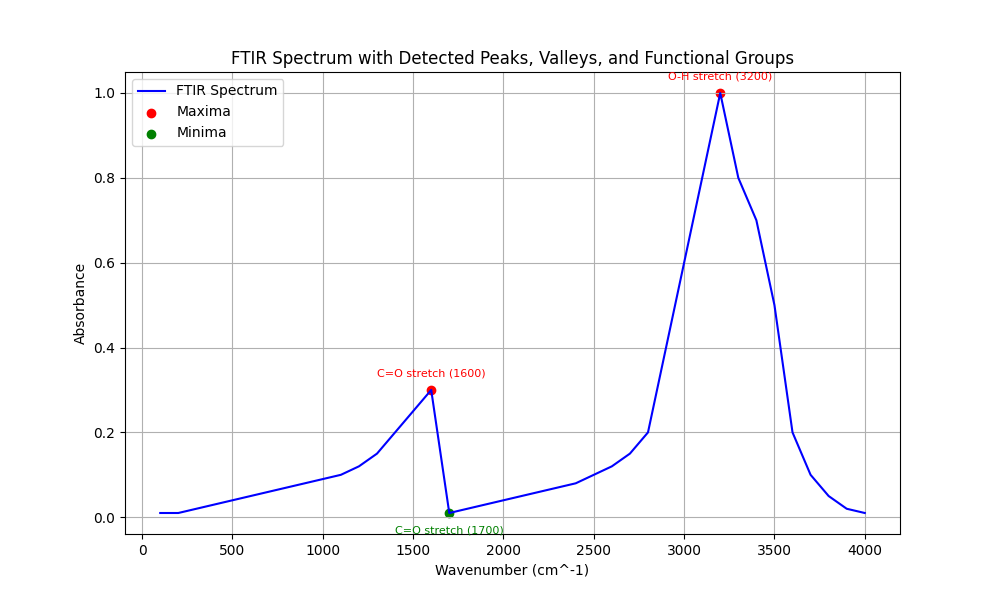 FTIR Spectrum with Detected Peaks, Valleys, and Functional Groups
O-H stretch (3200)
FTIR Spectrum
Maxima
Minima
1.0
0.8
0.6
0.4
0.2
0.0
Absorbance
C=O stretch (1600)
C=O stretch (1700)
0 500 1000 1500 2000 2500 3000 3500 4000
Wavenumber (cm^-1)